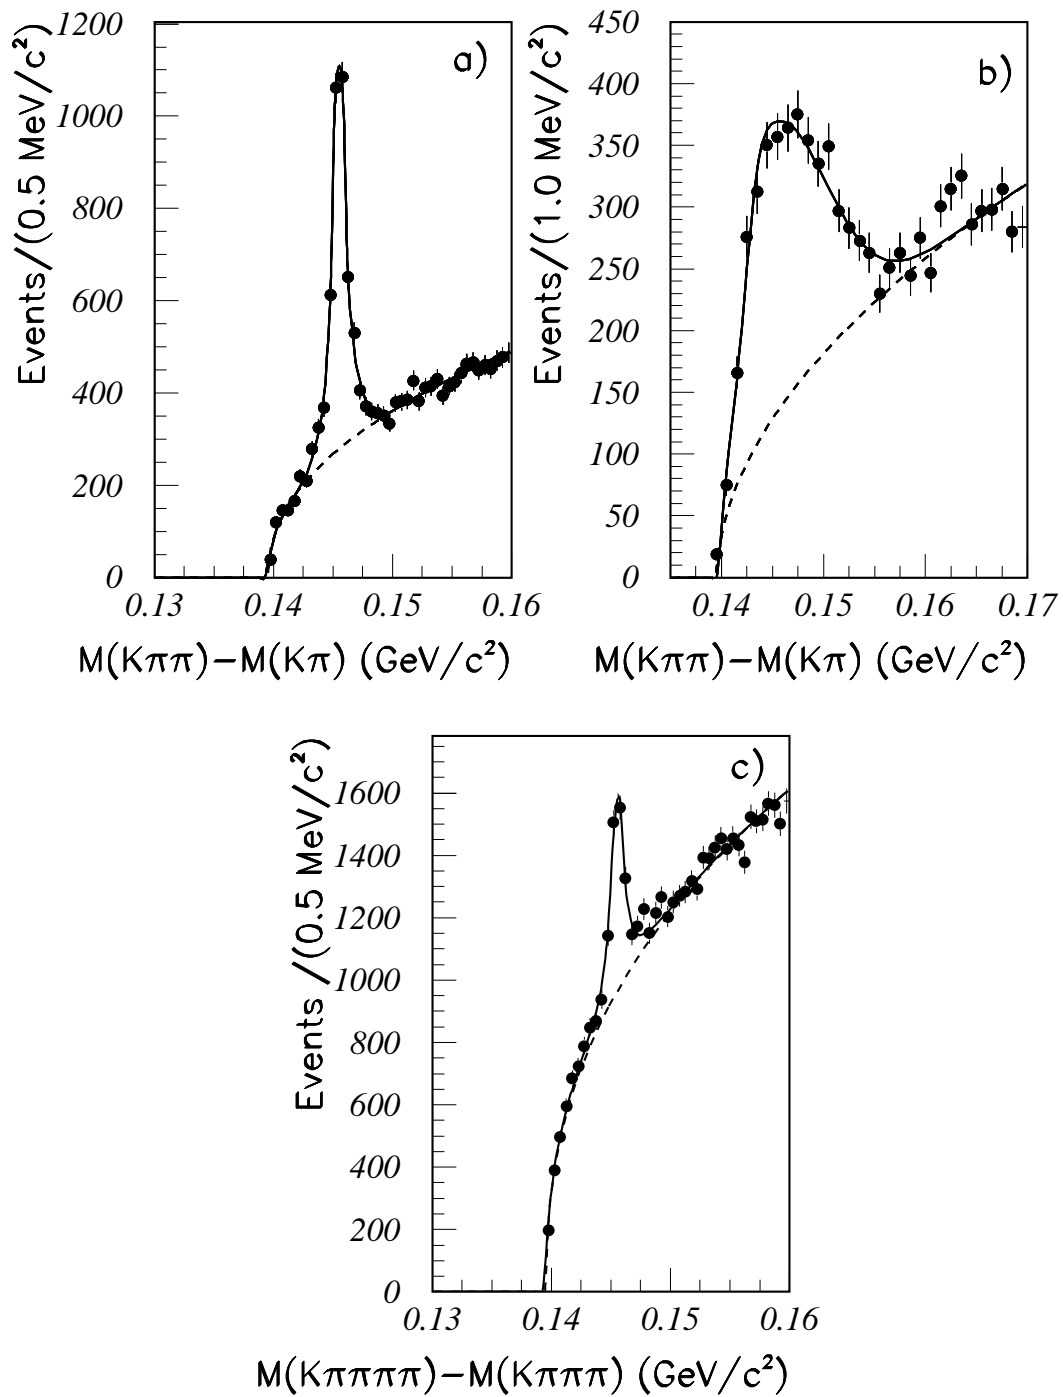 a)
Events/(0.5 MeV/c²)
1200
1000
800
600
400
200
0
0.13 0.14 0.15 0.16
M(Kππ)−M(Kπ) (GeV/c²)
b)
Events/(1.0 MeV/c²)
450
400
350
300
250
200
150
100
50
0
0.14 0.15 0.16 0.17
M(Kππ)−M(Kπ) (GeV/c²)
c)
Events /(0.5 MeV/c²)
1600
1400
1200
1000
800
600
400
200
0
0.13 0.14 0.15 0.16
M(Kππππ)−M(Kπππ) (GeV/c²)